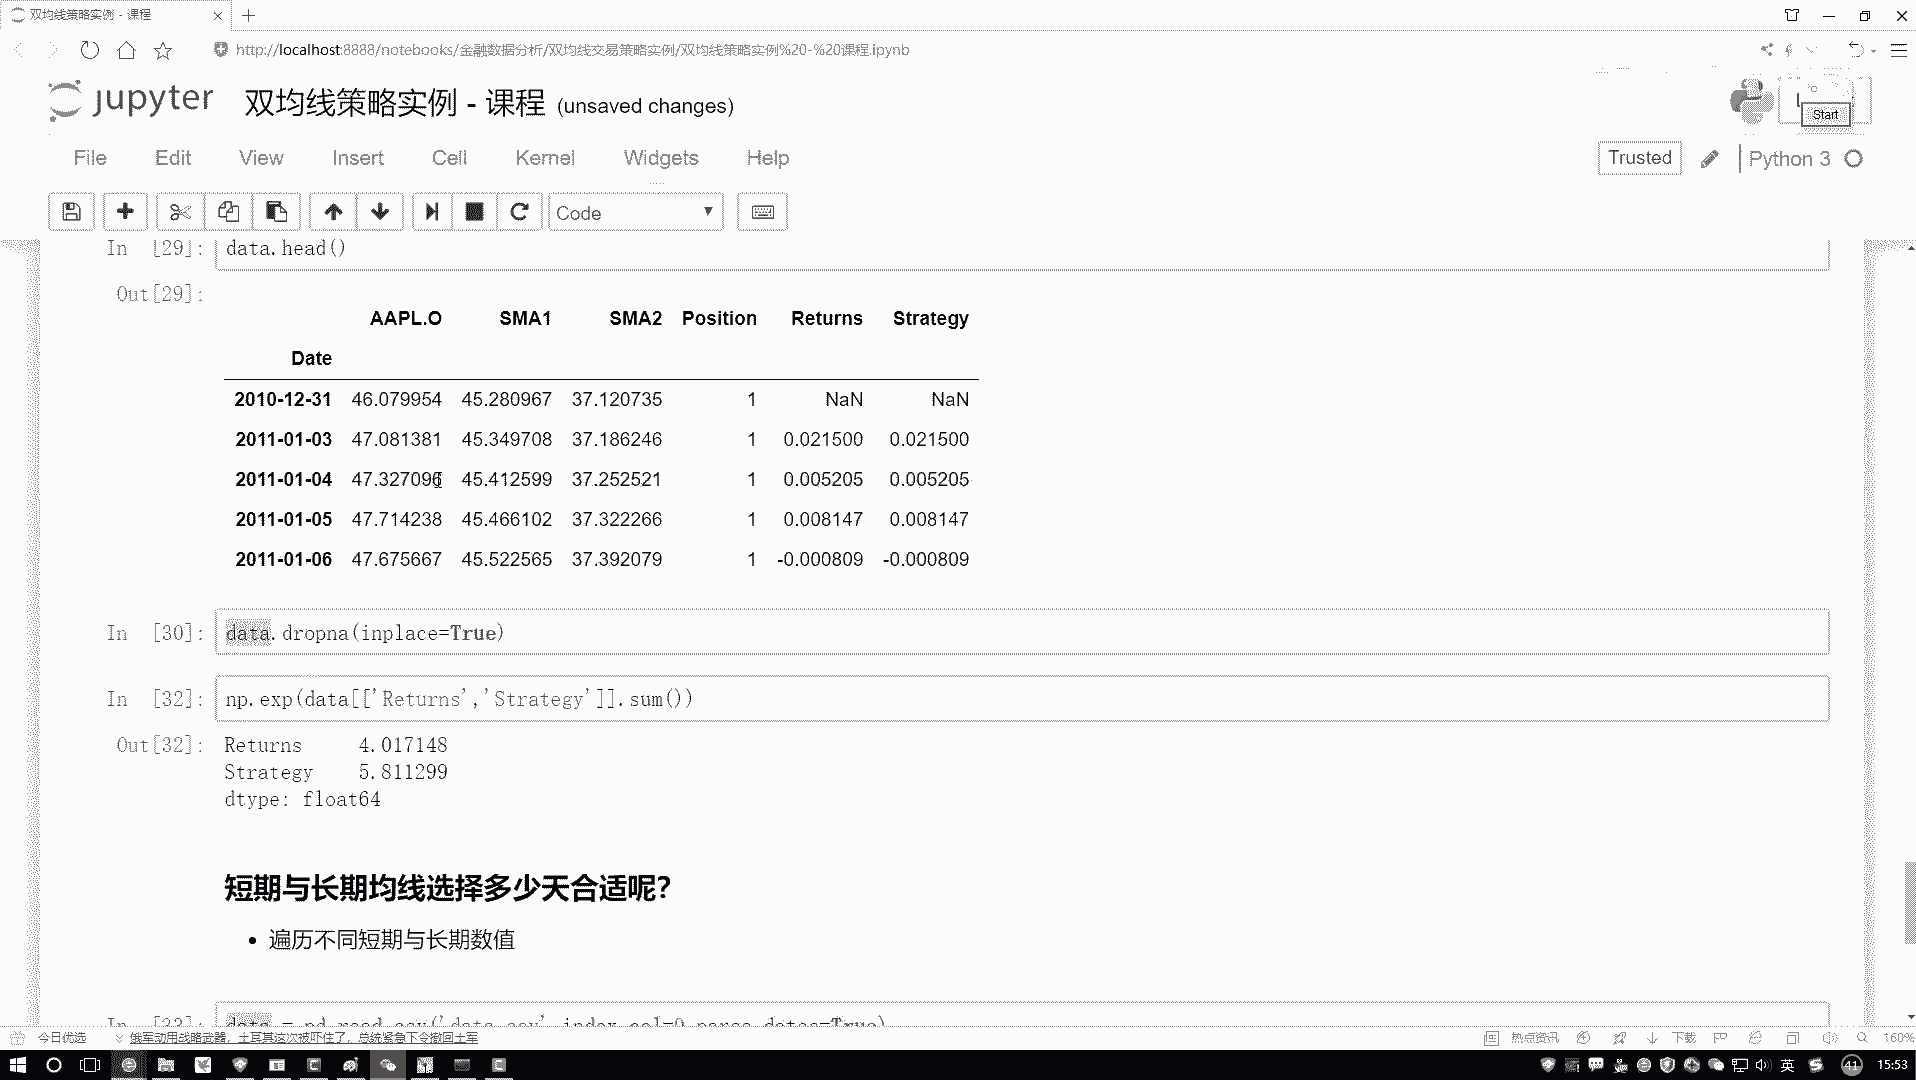 双均线策略实例 - 课程
http://localhost:8888/notebooks/金融数据分析/双均线交易策略实例/双均线策略实例%20-%20课程.ipynb
jupyter 双均线策略实例 - 课程 (unsaved changes)
Start
File Edit View Insert Cell Kernel Widgets Help
Trusted Python 3
Code
In [29]: data.head()
Out[29]:
AAPL.O SMA1 SMA2 Position Returns Strategy
Date
2010-12-31 46.079954 45.280967 37.120735 1 NaN NaN
2011-01-03 47.081381 45.349708 37.186246 1 0.021500 0.021500
2011-01-04 47.327096 45.412599 37.252521 1 0.005205 0.005205
2011-01-05 47.714238 45.466102 37.322266 1 0.008147 0.008147
2011-01-06 47.675667 45.522565 37.392079 1 -0.000809 -0.000809
In [30]: data.dropna(inplace=True)
In [32]: np.exp(data[['Returns','Strategy']].sum())
Out[32]: Returns 4.017148
Strategy 5.811299
dtype: float64
短期与长期均线选择多少天合适呢?
• 遍历不同短期与长期数值
In [33]: data = pd.read_csv('data.csv',index_col=0,parse_dates=True)
今日优选 俄军动用战略武器，土耳其这次被吓住了，总统紧急下令撤回土军 热点资讯 下载 160%
英 41 15:53